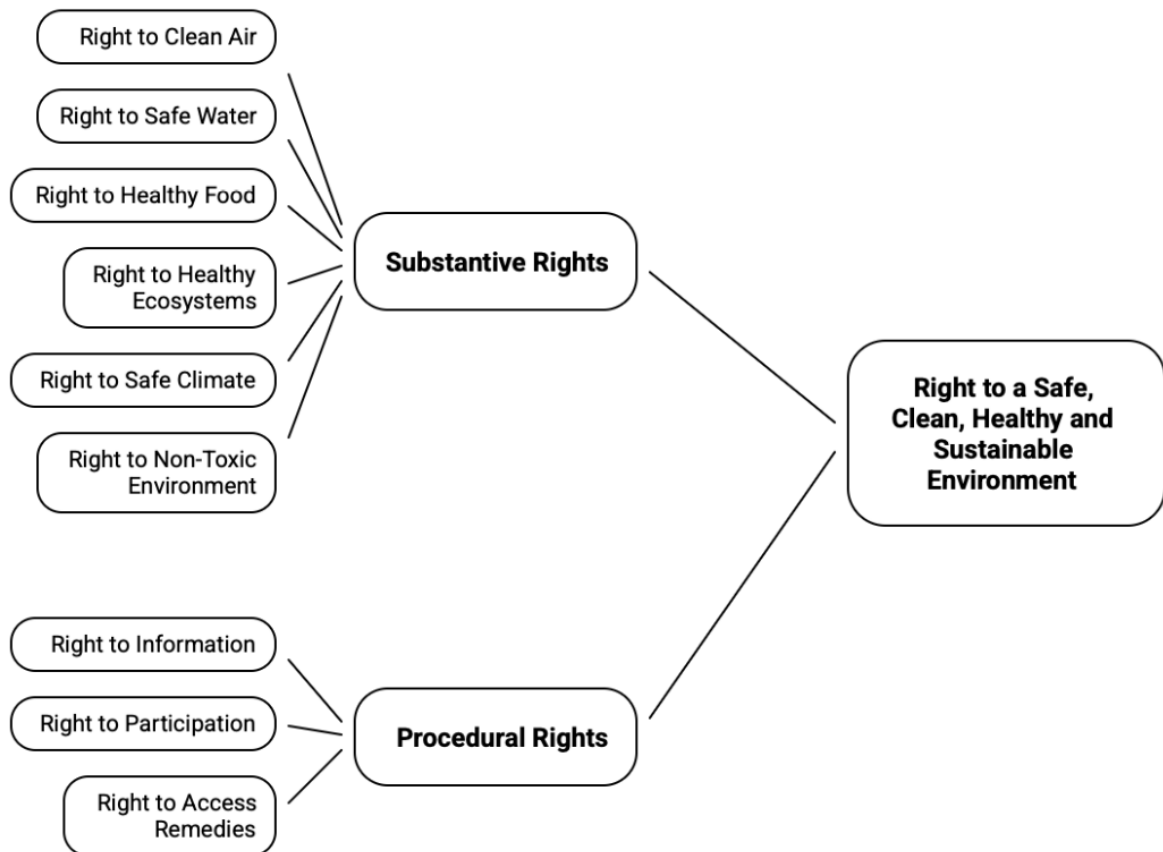 Right to Clean Air
Right to Safe Water
Right to Healthy Food
Right to Healthy
Ecosystems
Right to Safe Climate
Right to Non-Toxic
Environment
Substantive Rights
Right to a Safe,
Clean, Healthy and
Sustainable
Environment
Right to Information
Right to Participation
Right to Access
Remedies
Procedural Rights